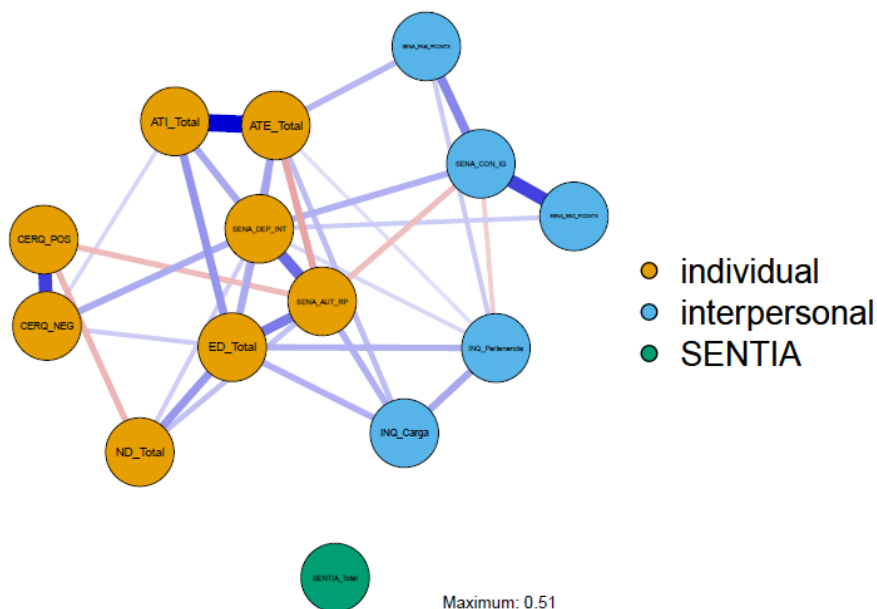 SENA_FAM_PCONTX
ATI_Total
ATE_Total
SENA_CON_IG
SENA_ESC_PCONTX
SENA_DEP_INT
CERQ_POS
SENA_AUT_RP
CERQ_NEG
ED_Total
INQ_Pertenencia
INQ_Carga
ND_Total
SENTIA_Total
individual
interpersonal
SENTIA
Maximum: 0.51